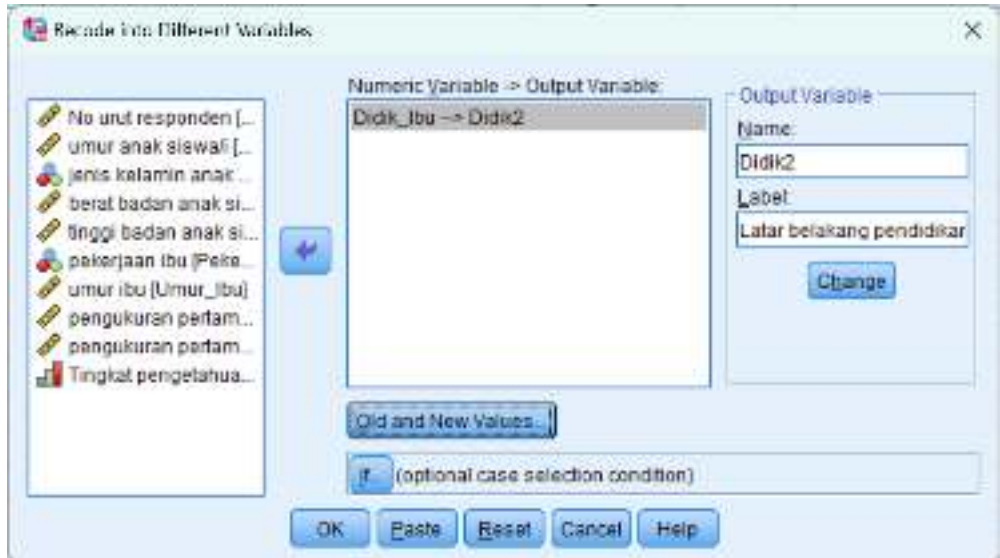 Recode into Different Variables
No urut responden [...
umur anak siswa/i [...
jenis kelamin anak ...
berat badan anak si...
tinggi badan anak si...
pekerjaan ibu [Peke...
umur ibu [Umur_Ibu]
pengukuran pertam...
pengukuran pertam...
Tingkat pengetahua...
Numeric Variable -> Output Variable:
Didik_Ibu --> Didik2
Output Variable
Name:
Didik2
Label:
Latar belakang pendidikan
Change
Old and New Values...
If... (optional case selection condition)
OK Paste Reset Cancel Help